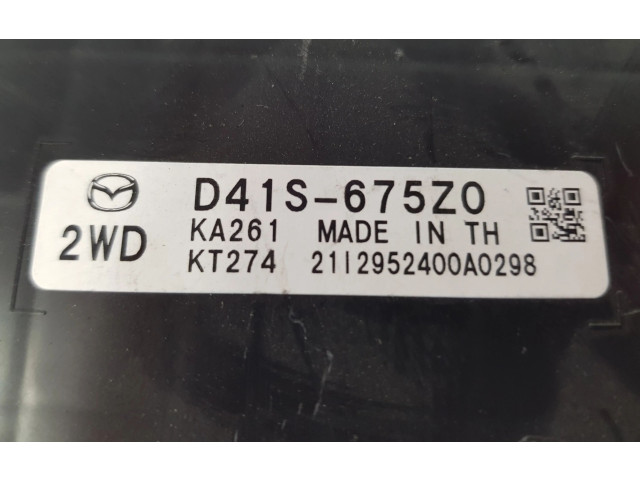 D41S-675Z0
2WD
KA261 MADE IN TH
KT274 21I2952400A0298